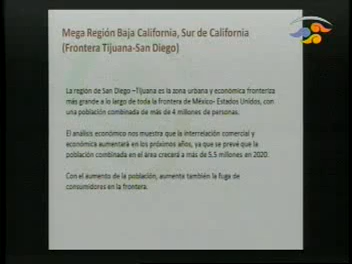 Mega Región Baja California, Sur de California
(Frontera Tijuana-San Diego)
La región de San Diego –Tijuana es la zona urbana y económica fronteriza
más grande a lo largo de toda la frontera de México- Estados Unidos, con
una población combinada de más de 4 millones de personas.
El análisis económico nos muestra que la interrelación comercial y
económica aumentará en los próximos años, ya que se prevé que la
población combinada en el área crecerá a mas de 5.5 millones en 2020.
Con el aumento de la población, aumente también la fuga de
consumidores en la frontera.